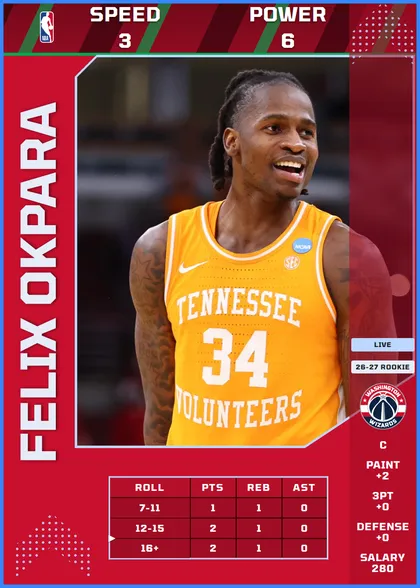 SPEED
3
POWER
6
NBA
FELIX OKPARA
NCAA
SEC
TENNESSEE
34
VOLUNTEERS
LIVE
26-27 ROOKIE
WASHINGTON
WIZARDS
C
PAINT
+2
3PT
+0
DEFENSE
+0
SALARY
280
ROLL PTS REB AST
7-11 1 1 0
12-15 2 1 0
16+ 2 1 0